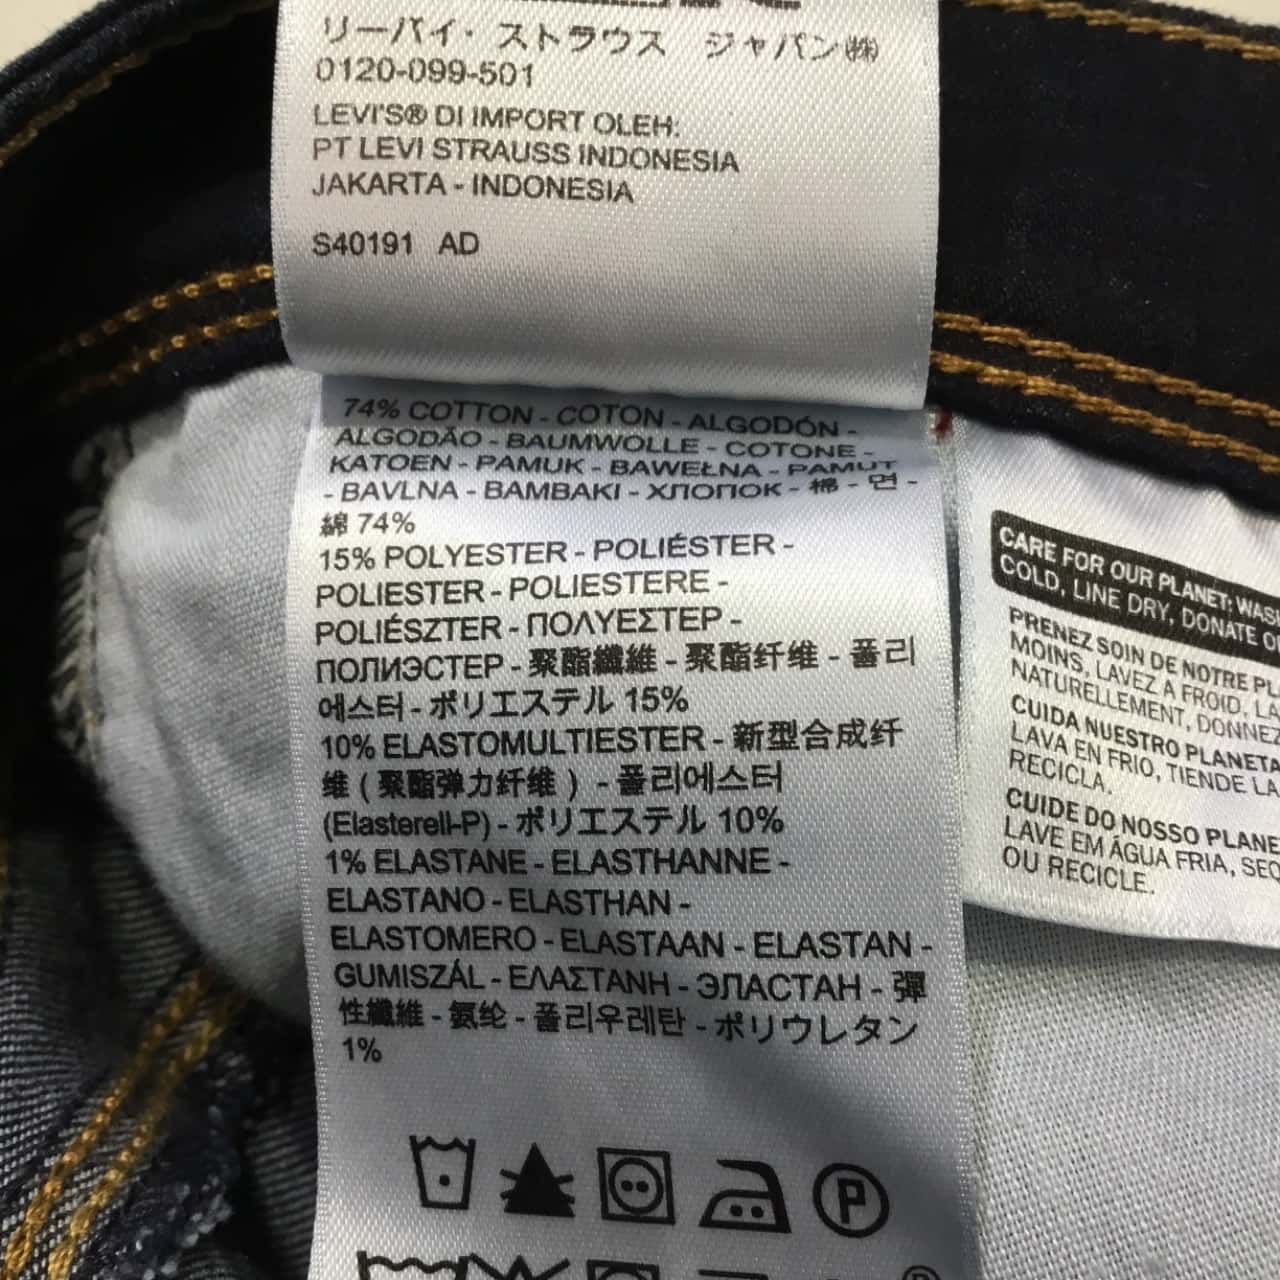 リーバイ・ストラウス ジャパン㈱
0120-099-501
LEVI'S® DI IMPORT OLEH:
PT LEVI STRAUSS INDONESIA
JAKARTA - INDONESIA
S40191 AD
74% COTTON - COTON - ALGODÓN -
ALGODÃO - BAUMWOLLE - COTONE -
KATOEN - PAMUK - BAWEŁNA - PAMUT
- BAVLNA - BAMBAKI - ХЛОПОК - 棉 - 면 -
綿 74%
15% POLYESTER - POLIÉSTER -
POLIESTER - POLIESTERE -
POLIÉSZTER - ΠΟΛΥΕΣΤΕΡ -
ПОЛИЭСТЕР - 聚酯纖維 - 聚酯纤维 - 폴리
에스터 - ポリエステル 15%
10% ELASTOMULTIESTER - 新型合成纤
维 ( 聚酯弹力纤维 ) - 폴리에스터
(Elasterell-P) - ポリエステル 10%
1% ELASTANE - ELASTHANNE -
ELASTANO - ELASTHAN -
ELASTOMERO - ELASTAAN - ELASTAN -
GUMISZÁL - ΕΛΑΣΤΑΝΗ - ЭЛАСТАН - 彈
性纖維 - 氨纶 - 폴리우레탄 - ポリウレタン
1%
P
CARE FOR OUR PLANET: WASH
COLD, LINE DRY, DONATE
PRENEZ SOIN DE NOTRE
MOINS, LAVEZ À FROID,
NATURELLEMENT,
CUIDA NUESTRO PLANETA
LAVA EN FRIO, TIENDE LA
RECICLA.
CUIDE DO NOSSO
LAVE EM ÁGUA FRIA,
OU RECICLE.